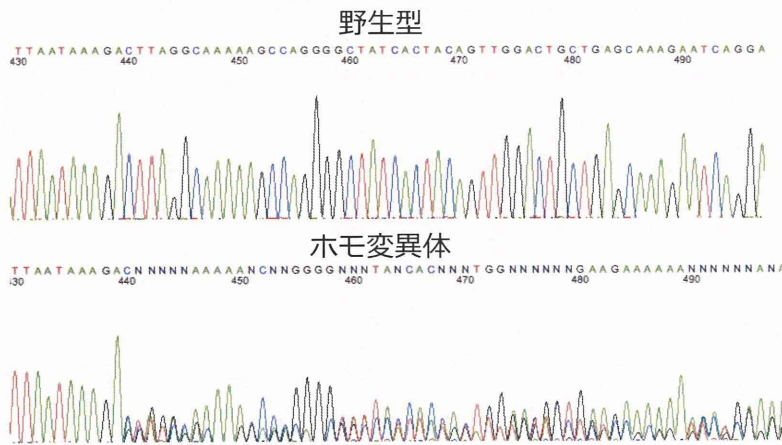 野生型
TTAATAAAGACTTAGGCAAAAAGCCAGGGGCTATCACTACAGTTGGACTGCTGAGCAAAGAATCAGGA
430 440 450 460 470 480 490
ホモ変異体
TTAATAAAGACNNNNNAAAAANCNNGGGGNNNTANCACNNNTGGNNNNNNGAAGAAAAAANNNNNNANA
30 440 450 460 470 480 490